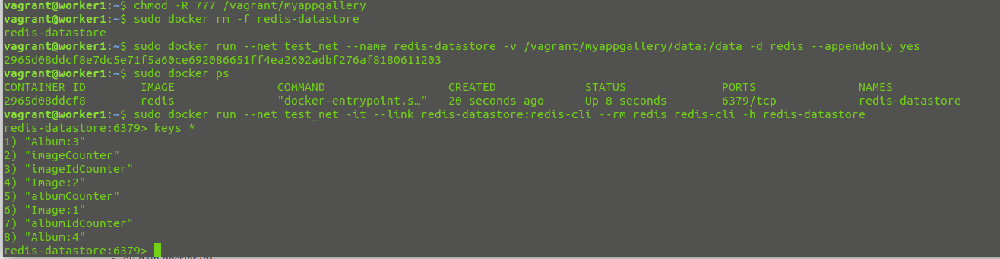 vagrant@worker1:~$ chmod -R 777 /vagrant/myappgallery
vagrant@worker1:~$ sudo docker rm -f redis-datastore
redis-datastore
vagrant@worker1:~$ sudo docker run --net test_net --name redis-datastore -v /vagrant/myappgallery/data:/data -d redis --appendonly yes
2965d08ddcf8e7dc5e71f5a60ce692086651ff4ea2602adbf276af8180611203
vagrant@worker1:~$ sudo docker ps
CONTAINER ID IMAGE COMMAND CREATED STATUS PORTS NAMES
2965d08ddcf8 redis "docker-entrypoint.s…" 20 seconds ago Up 8 seconds 6379/tcp redis-datastore
vagrant@worker1:~$ sudo docker run --net test_net -it --link redis-datastore:redis-cli --rm redis redis-cli -h redis-datastore
redis-datastore:6379> keys *
1) "Album:3"
2) "imageCounter"
3) "imageIdCounter"
4) "Image:2"
5) "albumCounter"
6) "Image:1"
7) "albumIdCounter"
8) "Album:4"
redis-datastore:6379>